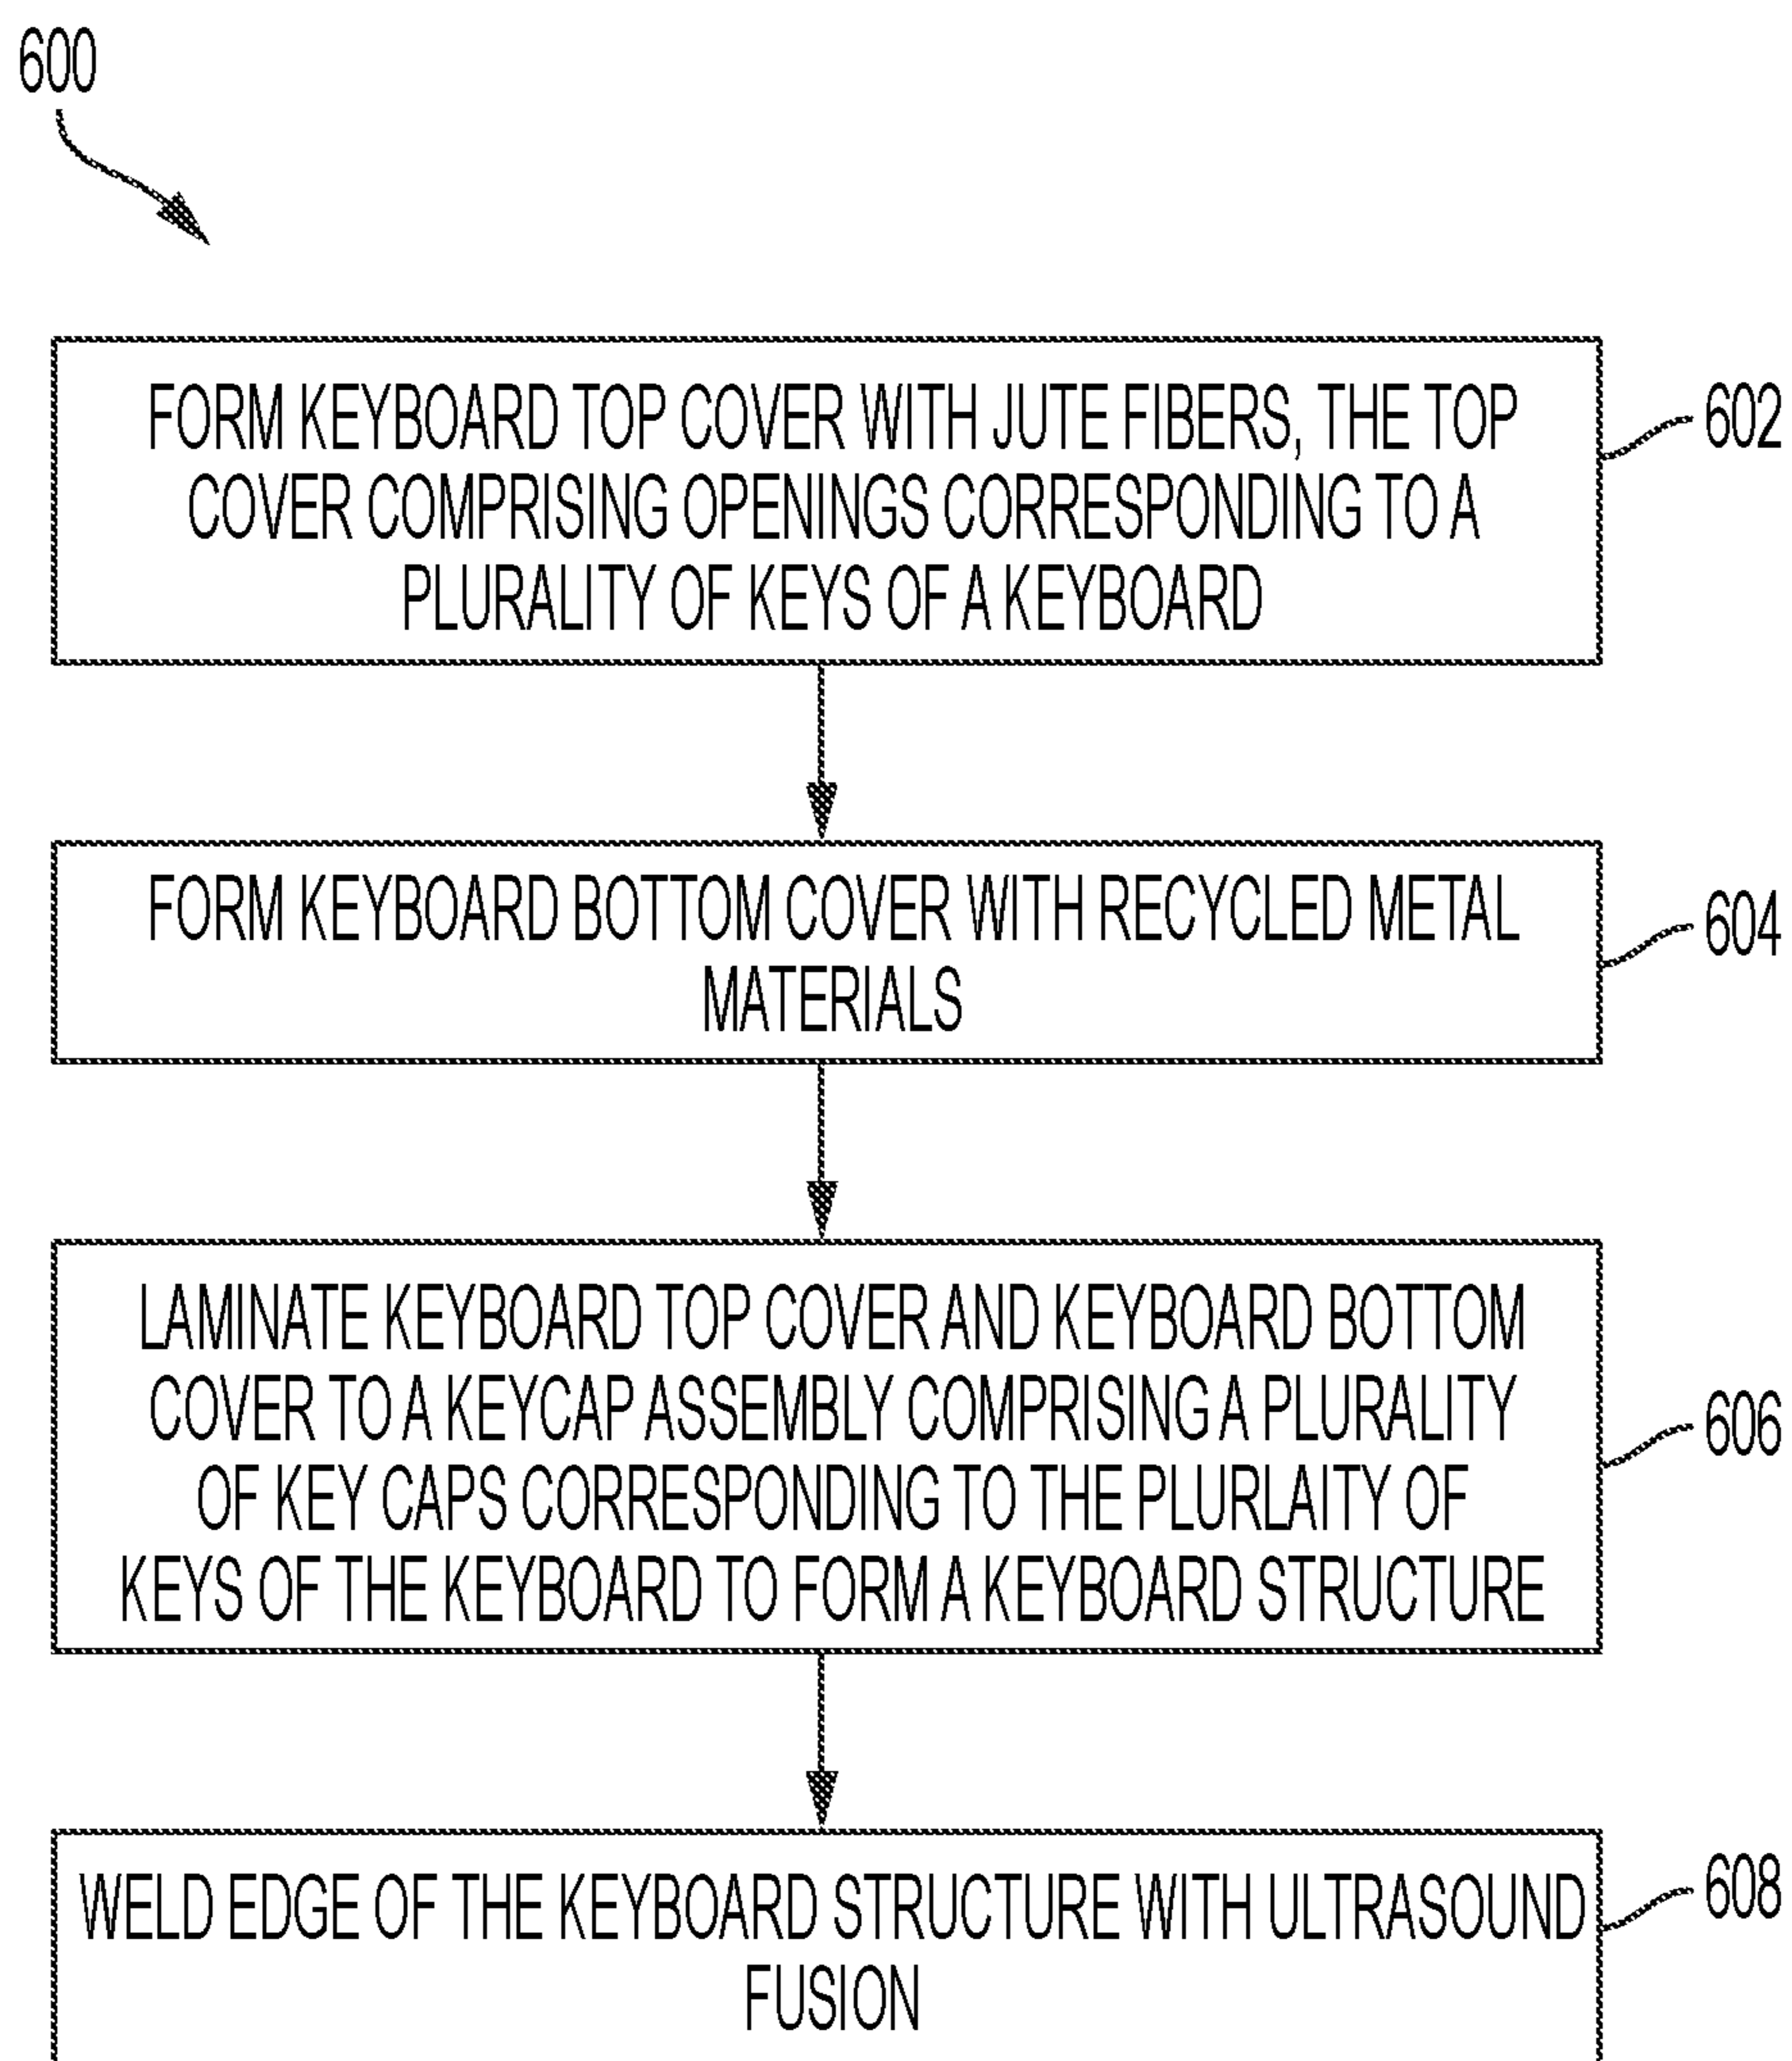 600
FORM KEYBOARD TOP COVER WITH JUTE FIBERS, THE TOP
COVER COMPRISING OPENINGS CORRESPONDING TO A
PLURALITY OF KEYS OF A KEYBOARD
602
FORM KEYBOARD BOTTOM COVER WITH RECYCLED METAL
MATERIALS
604
LAMINATE KEYBOARD TOP COVER AND KEYBOARD BOTTOM
COVER TO A KEYCAP ASSEMBLY COMPRISING A PLURALITY
OF KEY CAPS CORRESPONDING TO THE PLURLAITY OF
KEYS OF THE KEYBOARD TO FORM A KEYBOARD STRUCTURE
606
WELD EDGE OF THE KEYBOARD STRUCTURE WITH ULTRASOUND
FUSION
608